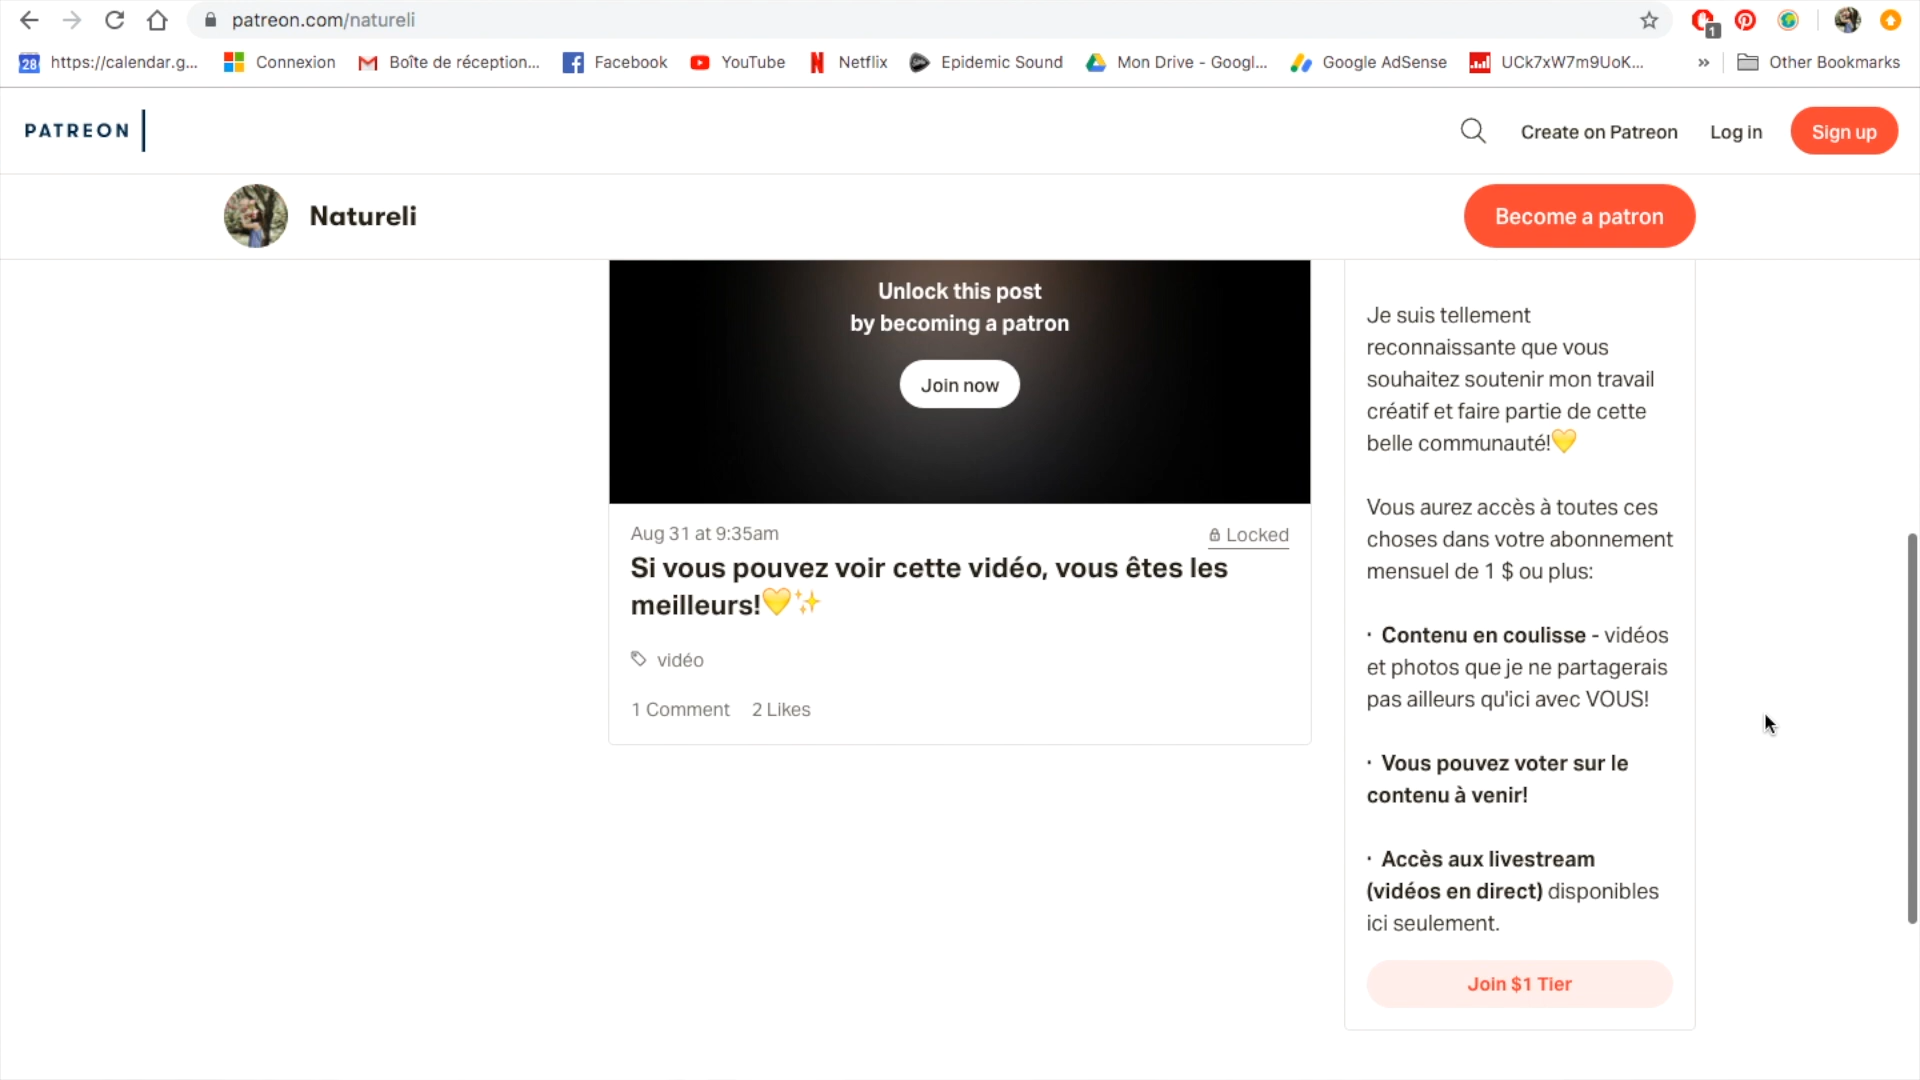 patreon.com/natureli
1
28
https://calendar.g...
Connexion
Boîte de réception...
Facebook
YouTube
Netflix
Epidemic Sound
Mon Drive - Googl...
Google AdSense
UCk7xW7m9UoK...
»
Other Bookmarks
PATREON
Create on Patreon
Log in
Sign up
Natureli
Become a patron
Unlock this post
by becoming a patron
Join now
Aug 31 at 9:35am
Locked
Si vous pouvez voir cette vidéo, vous êtes les
meilleurs!💛✨
vidéo
1 Comment 2 Likes
Je suis tellement
reconnaissante que vous
souhaitez soutenir mon travail
créatif et faire partie de cette
belle communauté!💛
Vous aurez accès à toutes ces
choses dans votre abonnement
mensuel de 1 $ ou plus:
· Contenu en coulisse - vidéos
et photos que je ne partagerais
pas ailleurs qu'ici avec VOUS!
· Vous pouvez voter sur le
contenu à venir!
· Accès aux livestream
(vidéos en direct) disponibles
ici seulement.
Join $1 Tier